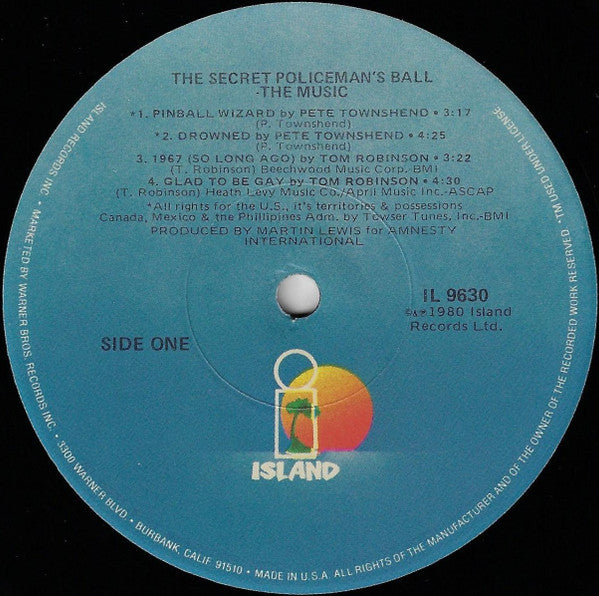 THE SECRET POLICEMAN'S BALL
-THE MUSIC
*1. PINBALL WIZARD by PETE TOWNSHEND • 3:17
(P. Townshend)
*2. DROWNED by PETE TOWNSHEND • 4:25
(P. Townshend)
3. 1967 (SO LONG AGO) by TOM ROBINSON • 3:22
(T. Robinson) Beechwood Music Corp. BMI
4. GLAD TO BE GAY by TOM ROBINSON • 4:30
(T. Robinson) Heath Levy Music Co/April Music Inc.-ASCAP
*All rights for the U.S., it's territories & possessions
Canada, Mexico & the Phillipines Adm. by Towser Tunes, Inc.-BMI
PRODUCED BY MARTIN LEWIS for AMNESTY
INTERNATIONAL
IL 9630
©&℗1980 Island
Records Ltd.
SIDE ONE
ISLAND
ISLAND RECORDS INC. • MARKETED BY WARNER BROS. RECORDS INC. • 3300 WARNER BLVD. • BURBANK, CALIF. 91510 • MADE IN U.S.A. ALL RIGHTS OF THE MANUFACTURER AND OF THE OWNER OF THE RECORDED WORK RESERVED. • TM USED UNDER LICENSE